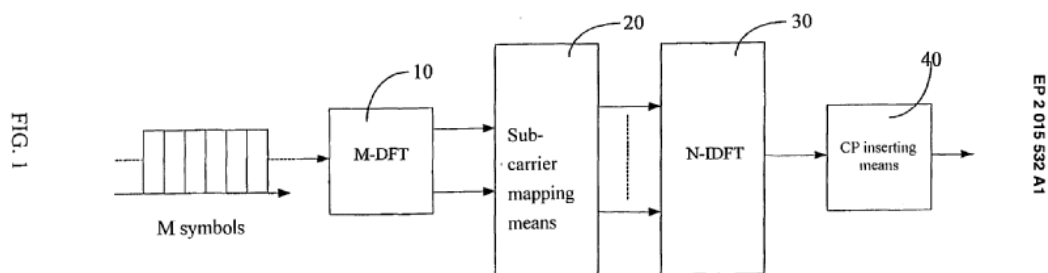 FIG. 1
M symbols
10
M-DFT
20
Sub-
carrier
mapping
means
30
N-IDFT
40
CP inserting
means
EP 2 015 532 A1